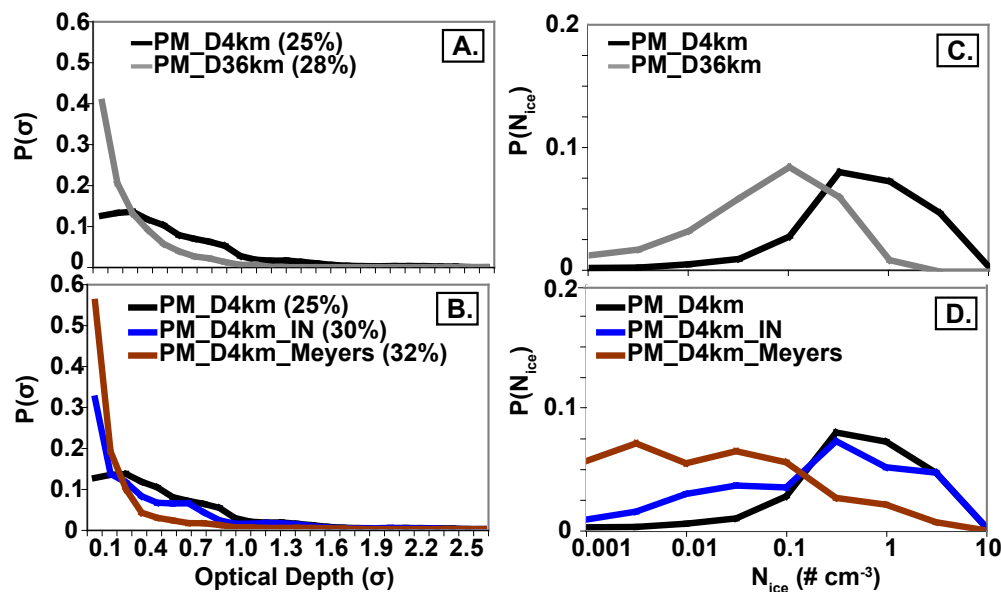 0.6
0.5
0.4
0.3
0.2
0.1
0
P(σ)
PM_D4km (25%)
PM_D36km (28%)
A.
0.2
0.1
0
P(N_ice)
PM_D4km
PM_D36km
C.
0.6
0.5
0.4
0.3
0.2
0.1
0
P(σ)
PM_D4km (25%)
PM_D4km_IN (30%)
PM_D4km_Meyers (32%)
B.
0.1 0.4 0.7 1.0 1.3 1.6 1.9 2.2 2.5
Optical Depth (σ)
0.2
0.1
0
P(N_ice)
PM_D4km
PM_D4km_IN
PM_D4km_Meyers
D.
0.001 0.01 0.1 1 10
N_ice (# cm⁻³)